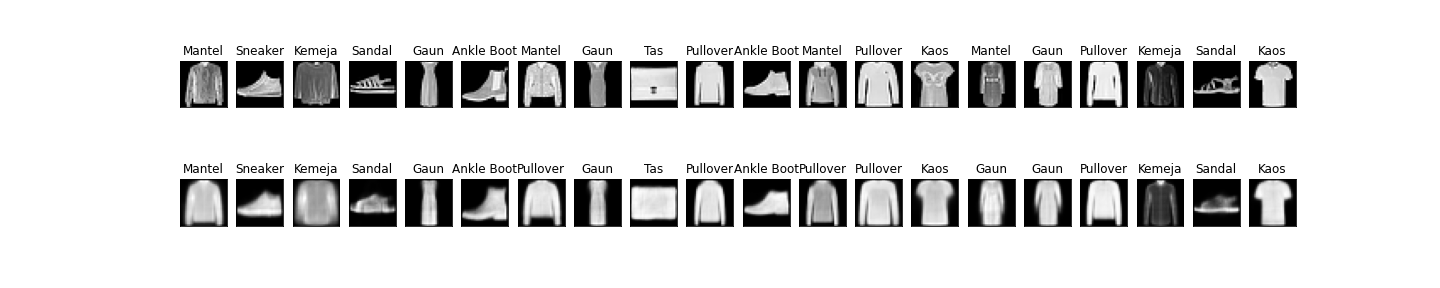 Mantel Sneaker Kemeja Sandal Gaun Ankle Boot Mantel Gaun Tas Pullover Ankle Boot Mantel Pullover Kaos Mantel Gaun Pullover Kemeja Sandal Kaos
Mantel Sneaker Kemeja Sandal Gaun Ankle Boot Pullover Gaun Tas Pullover Ankle Boot Pullover Pullover Kaos Gaun Gaun Pullover Kemeja Sandal Kaos